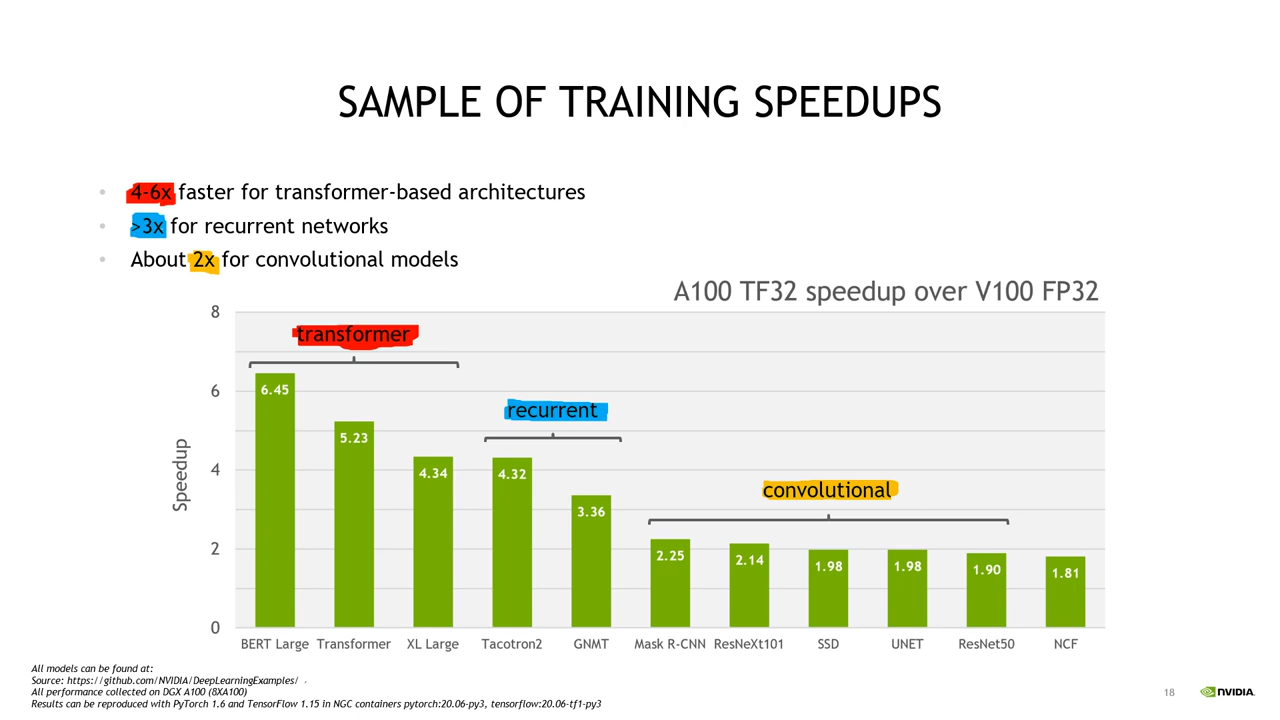 SAMPLE OF TRAINING SPEEDUPS
• 4-6x faster for transformer-based architectures
• >3x for recurrent networks
• About 2x for convolutional models
A100 TF32 speedup over V100 FP32
Speedup
8
6
4
2
0
transformer
recurrent
convolutional
6.45
5.23
4.34
4.32
3.36
2.25
2.14
1.98
1.98
1.90
1.81
BERT Large Transformer XL Large Tacotron2 GNMT Mask R-CNN ResNeXt101 SSD UNET ResNet50 NCF
All models can be found at:
Source: https://github.com/NVIDIA/DeepLearningExamples/ .
All performance collected on DGX A100 (8XA100)
Results can be reproduced with PyTorch 1.6 and TensorFlow 1.15 in NGC containers pytorch:20.06-py3, tensorflow:20.06-tf1-py3
18
NVIDIA.